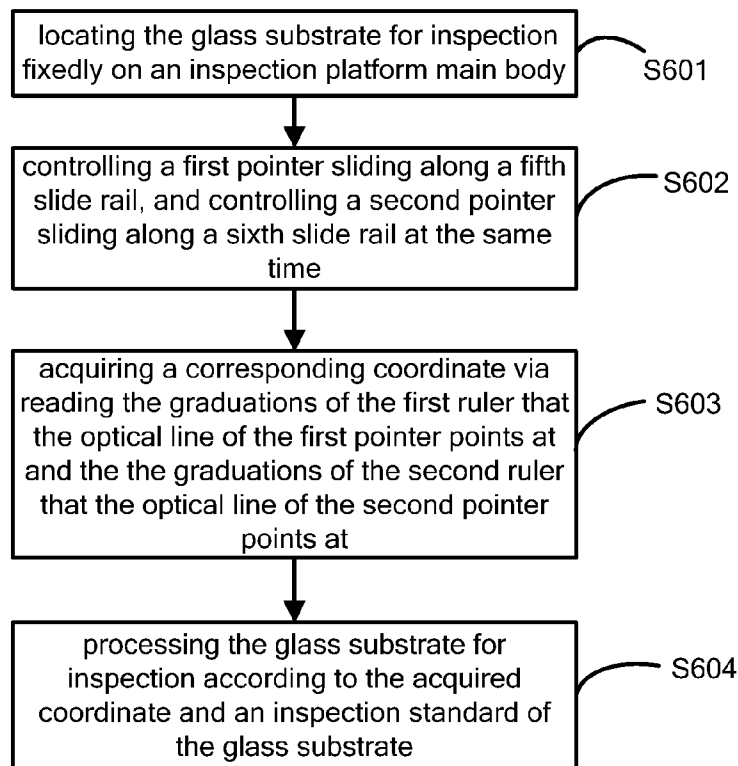 locating the glass substrate for inspection
fixedly on an inspection platform main body
S601
controlling a first pointer sliding along a fifth
slide rail, and controlling a second pointer
sliding along a sixth slide rail at the same
time
S602
acquiring a corresponding coordinate via
reading the graduations of the first ruler that
the optical line of the first pointer points at
and the the graduations of the second ruler
that the optical line of the second pointer
points at
S603
processing the glass substrate for
inspection according to the acquired
coordinate and an inspection standard of
the glass substrate
S604